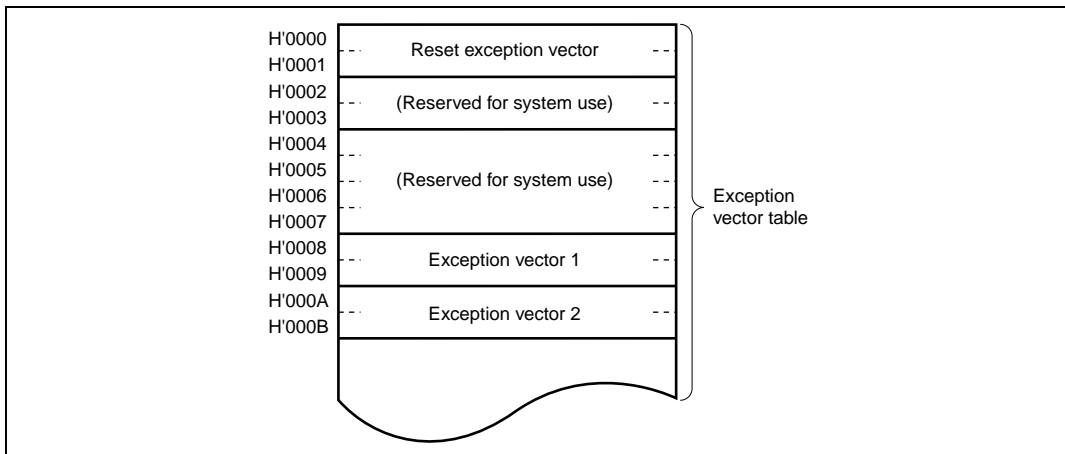 H'0000
Reset exception vector
H'0001
H'0002
(Reserved for system use)
H'0003
H'0004
H'0005
(Reserved for system use)
H'0006
H'0007
Exception
vector table
H'0008
Exception vector 1
H'0009
H'000A
Exception vector 2
H'000B